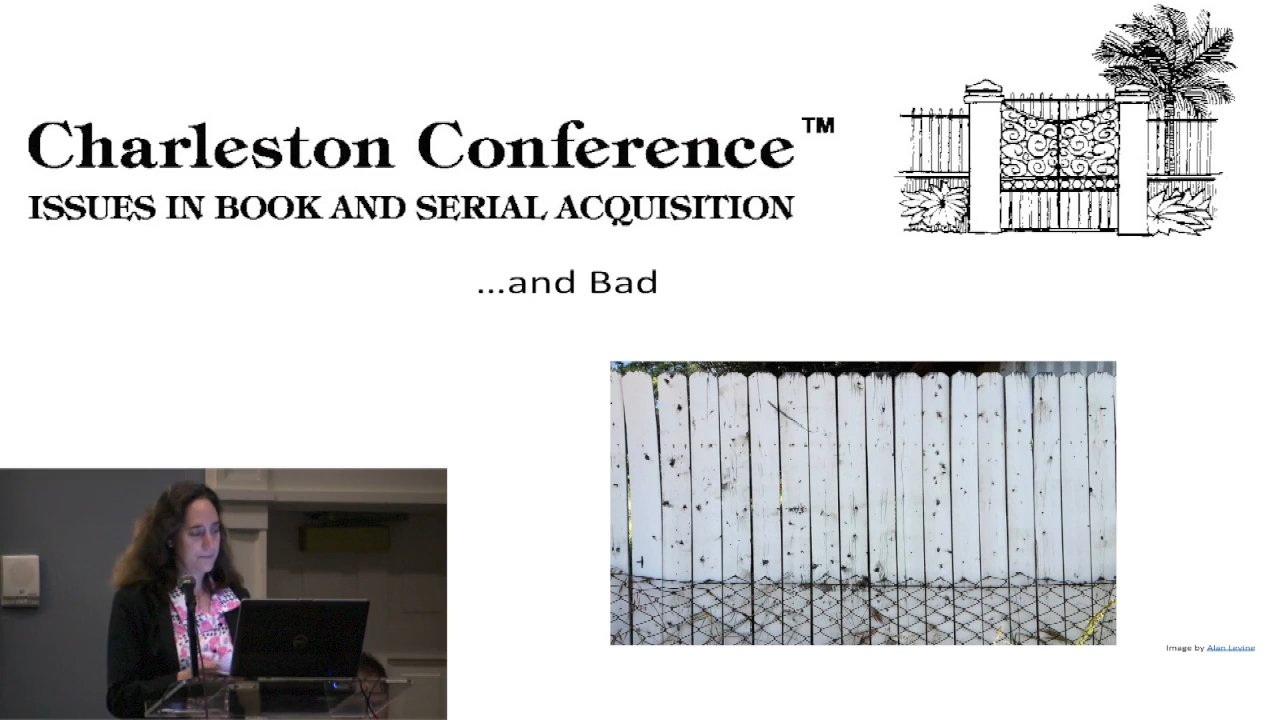 Charleston Conference™
ISSUES IN BOOK AND SERIAL ACQUISITION
...and Bad
Image by Alan Levine